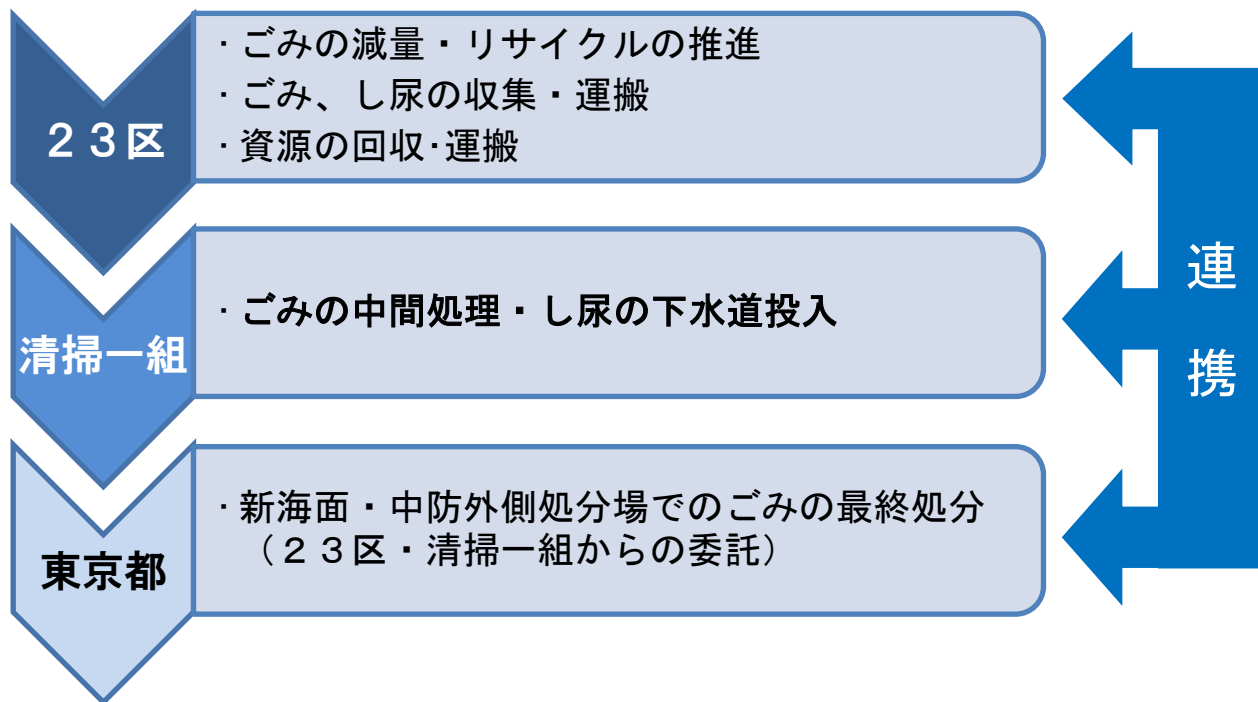 ２３区
・ごみの減量・リサイクルの推進
・ごみ、し尿の収集・運搬
・資源の回収・運搬
清掃一組
・ごみの中間処理・し尿の下水道投入
東京都
・新海面・中防外側処分場でのごみの最終処分
（２３区・清掃一組からの委託）
連携